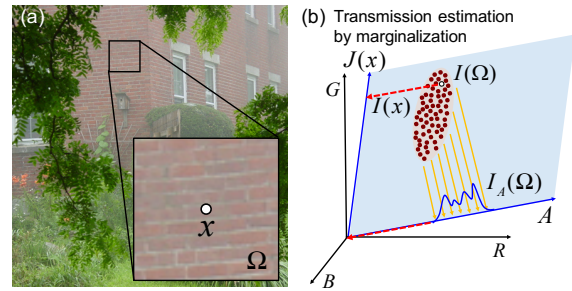 (a)
x
Ω
(b) Transmission estimation
by marginalization
J(x)
G
I(Ω)
I(x)
I_A(Ω)
A
R
B